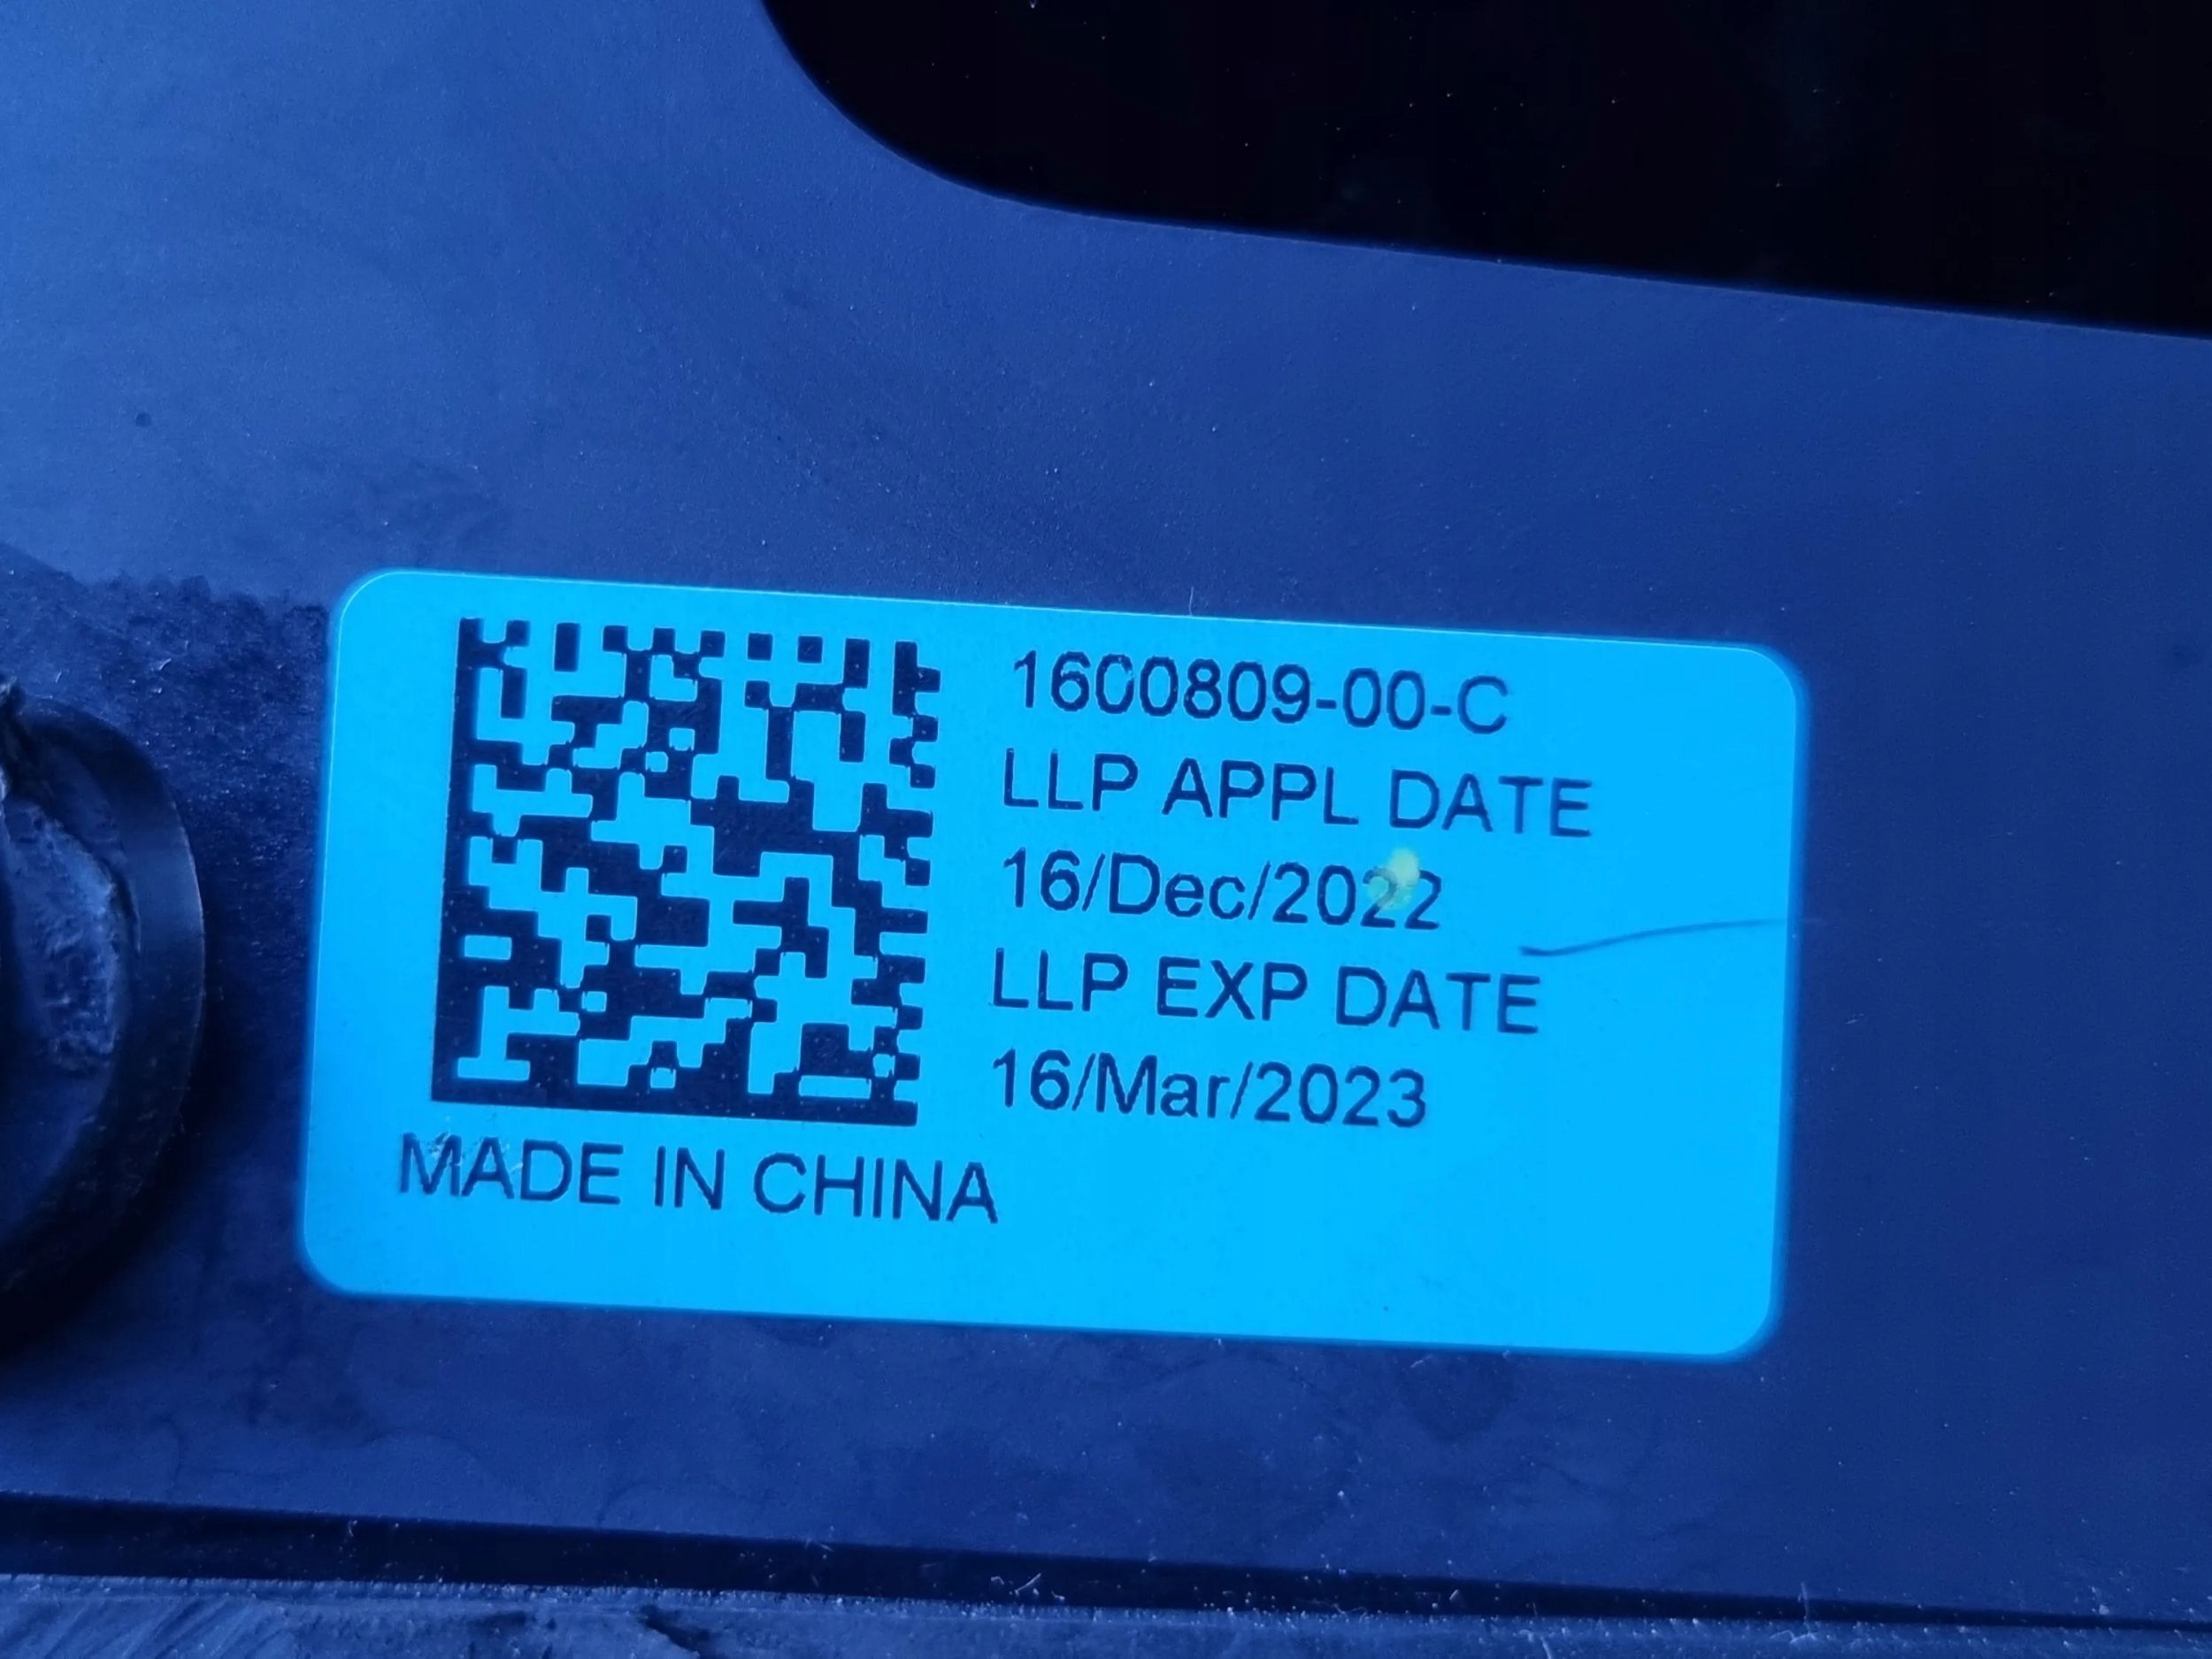 1600809-00-C
LLP APPL DATE
16/Dec/2022
LLP EXP DATE
16/Mar/2023
MADE IN CHINA